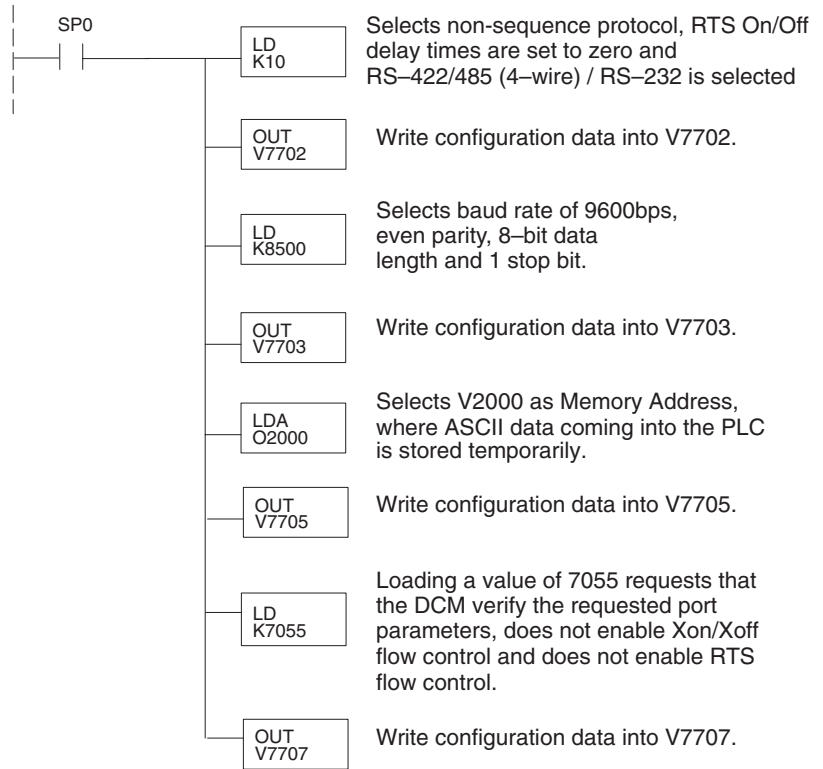 SP0
LD
K10
Selects non-sequence protocol, RTS On/Off
delay times are set to zero and
RS–422/485 (4–wire) / RS–232 is selected
OUT
V7702
Write configuration data into V7702.
LD
K8500
Selects baud rate of 9600bps,
even parity, 8–bit data
length and 1 stop bit.
OUT
V7703
Write configuration data into V7703.
LDA
O2000
Selects V2000 as Memory Address,
where ASCII data coming into the PLC
is stored temporarily.
OUT
V7705
Write configuration data into V7705.
LD
K7055
Loading a value of 7055 requests that
the DCM verify the requested port
parameters, does not enable Xon/Xoff
flow control and does not enable RTS
flow control.
OUT
V7707
Write configuration data into V7707.